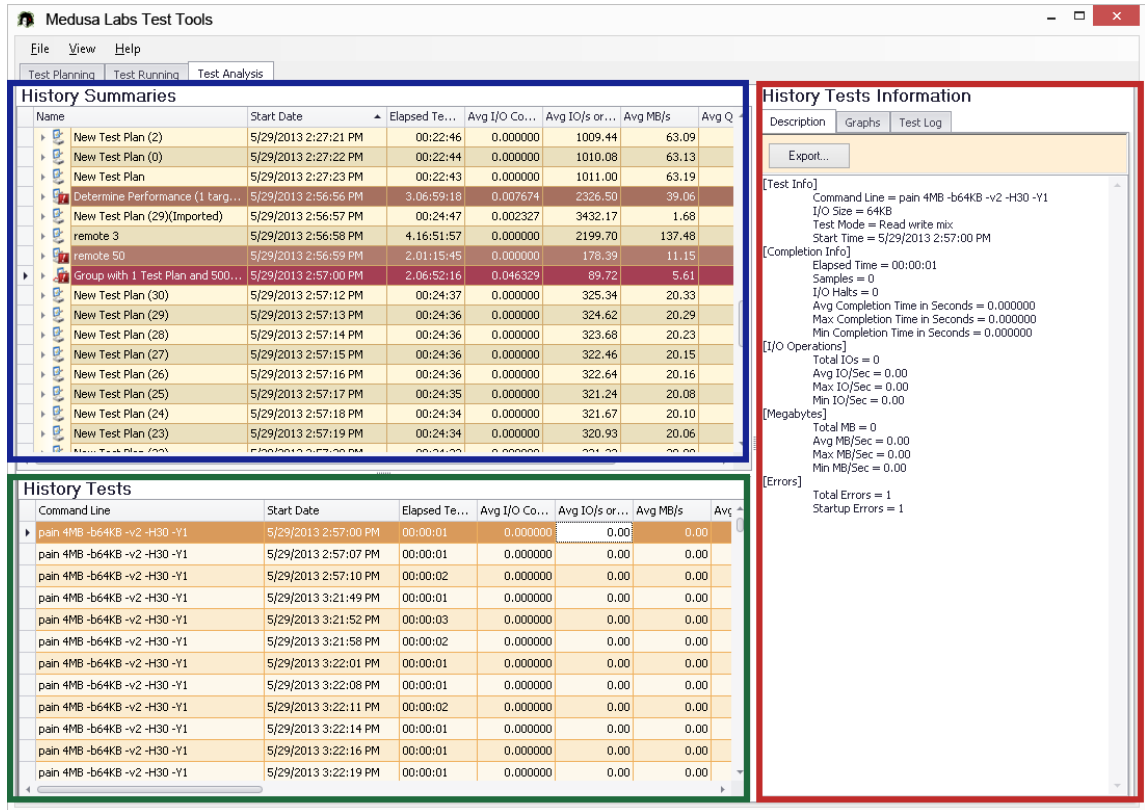 Medusa Labs Test Tools
File View Help
Test Planning Test Running Test Analysis
History Summaries
Name Start Date Elapsed Te... Avg I/O Co... Avg IO/s or... Avg MB/s Avg Q
New Test Plan (2) 5/29/2013 2:27:21 PM 00:22:46 0.000000 1009.44 63.09
New Test Plan (0) 5/29/2013 2:27:22 PM 00:22:44 0.000000 1010.08 63.13
New Test Plan 5/29/2013 2:27:23 PM 00:22:43 0.000000 1011.00 63.19
Determine Performance (1 targ... 5/29/2013 2:56:56 PM 3.06:59:18 0.007674 2326.50 39.06
New Test Plan (29)(Imported) 5/29/2013 2:56:57 PM 00:24:47 0.002327 3432.17 1.68
remote 3 5/29/2013 2:56:58 PM 4.16:51:57 0.000000 2199.70 137.48
remote 50 5/29/2013 2:56:59 PM 2.01:15:45 0.000000 178.39 11.15
Group with 1 Test Plan and 500... 5/29/2013 2:57:00 PM 2.06:52:16 0.046329 89.72 5.61
New Test Plan (30) 5/29/2013 2:57:12 PM 00:24:37 0.000000 325.34 20.33
New Test Plan (29) 5/29/2013 2:57:13 PM 00:24:36 0.000000 324.62 20.29
New Test Plan (28) 5/29/2013 2:57:14 PM 00:24:36 0.000000 323.68 20.23
New Test Plan (27) 5/29/2013 2:57:15 PM 00:24:36 0.000000 322.46 20.15
New Test Plan (26) 5/29/2013 2:57:16 PM 00:24:36 0.000000 322.64 20.16
New Test Plan (25) 5/29/2013 2:57:17 PM 00:24:35 0.000000 321.24 20.08
New Test Plan (24) 5/29/2013 2:57:18 PM 00:24:34 0.000000 321.67 20.10
New Test Plan (23) 5/29/2013 2:57:19 PM 00:24:34 0.000000 320.93 20.06
History Tests
Command Line Start Date Elapsed Te... Avg I/O Co... Avg IO/s or... Avg MB/s Avg
pain 4MB -b64KB -v2 -H30 -Y1 5/29/2013 2:57:00 PM 00:00:01 0.000000 0.00 0.00
pain 4MB -b64KB -v2 -H30 -Y1 5/29/2013 2:57:07 PM 00:00:01 0.000000 0.00 0.00
pain 4MB -b64KB -v2 -H30 -Y1 5/29/2013 2:57:10 PM 00:00:02 0.000000 0.00 0.00
pain 4MB -b64KB -v2 -H30 -Y1 5/29/2013 3:21:49 PM 00:00:01 0.000000 0.00 0.00
pain 4MB -b64KB -v2 -H30 -Y1 5/29/2013 3:21:52 PM 00:00:03 0.000000 0.00 0.00
pain 4MB -b64KB -v2 -H30 -Y1 5/29/2013 3:21:58 PM 00:00:02 0.000000 0.00 0.00
pain 4MB -b64KB -v2 -H30 -Y1 5/29/2013 3:22:01 PM 00:00:01 0.000000 0.00 0.00
pain 4MB -b64KB -v2 -H30 -Y1 5/29/2013 3:22:08 PM 00:00:01 0.000000 0.00 0.00
pain 4MB -b64KB -v2 -H30 -Y1 5/29/2013 3:22:11 PM 00:00:02 0.000000 0.00 0.00
pain 4MB -b64KB -v2 -H30 -Y1 5/29/2013 3:22:14 PM 00:00:01 0.000000 0.00 0.00
pain 4MB -b64KB -v2 -H30 -Y1 5/29/2013 3:22:16 PM 00:00:01 0.000000 0.00 0.00
pain 4MB -b64KB -v2 -H30 -Y1 5/29/2013 3:22:19 PM 00:00:01 0.000000 0.00 0.00
History Tests Information
Description Graphs Test Log
Export...
[Test Info]
Command Line = pain 4MB -b64KB -v2 -H30 -Y1
I/O Size = 64KB
Test Mode = Read write mix
Start Time = 5/29/2013 2:57:00 PM
[Completion Info]
Elapsed Time = 00:00:01
Samples = 0
I/O Halts = 0
Avg Completion Time in Seconds = 0.000000
Max Completion Time in Seconds = 0.000000
Min Completion Time in Seconds = 0.000000
[I/O Operations]
Total IOs = 0
Avg IO/Sec = 0.00
Max IO/Sec = 0.00
Min IO/Sec = 0.00
[Megabytes]
Total MB = 0
Avg MB/Sec = 0.00
Max MB/Sec = 0.00
Min MB/Sec = 0.00
[Errors]
Total Errors = 1
Startup Errors = 1